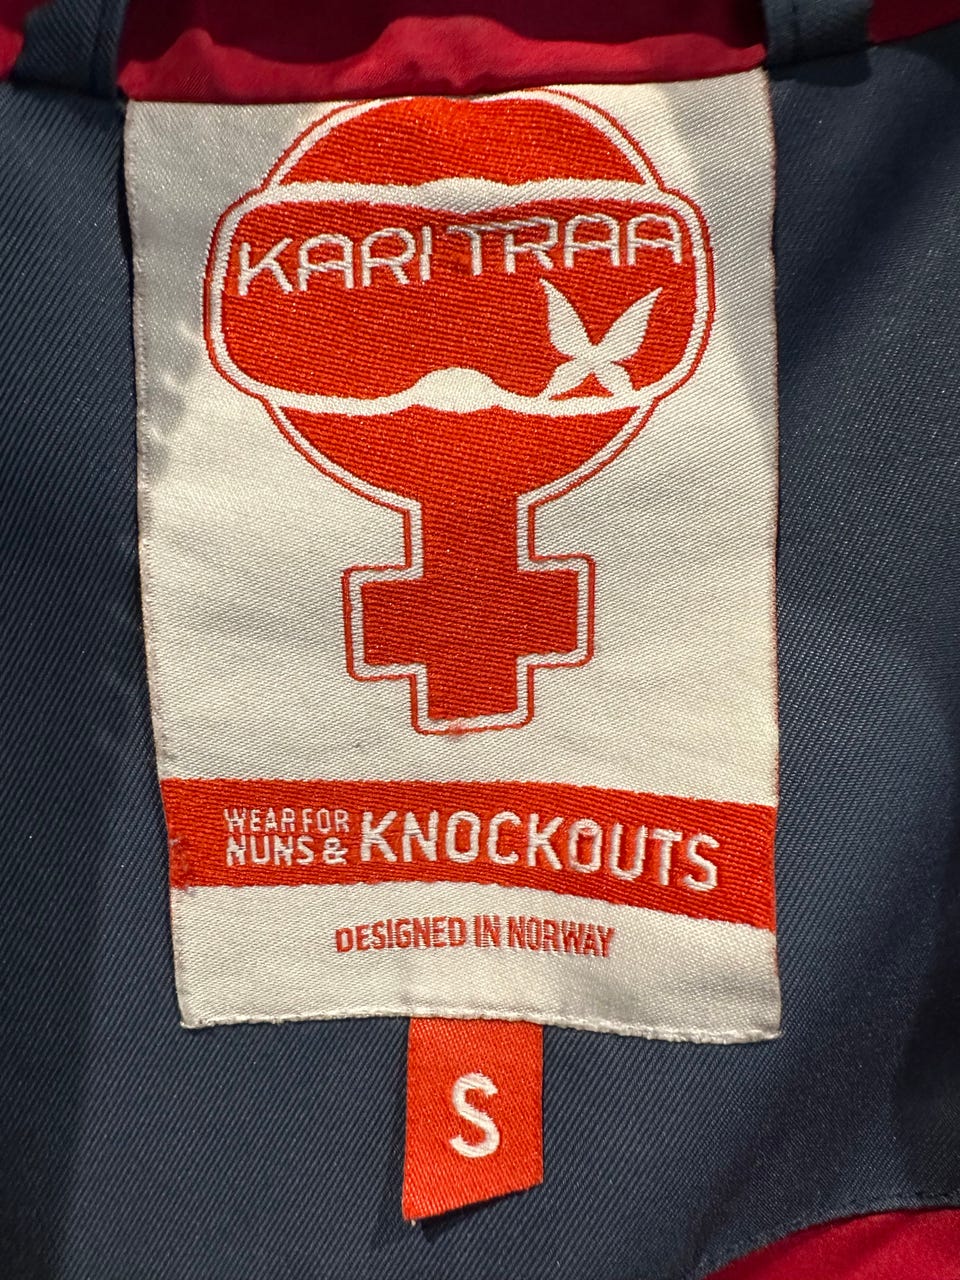 KARI TRAA
WEAR FOR
NUNS & KNOCKOUTS
DESIGNED IN NORWAY
S